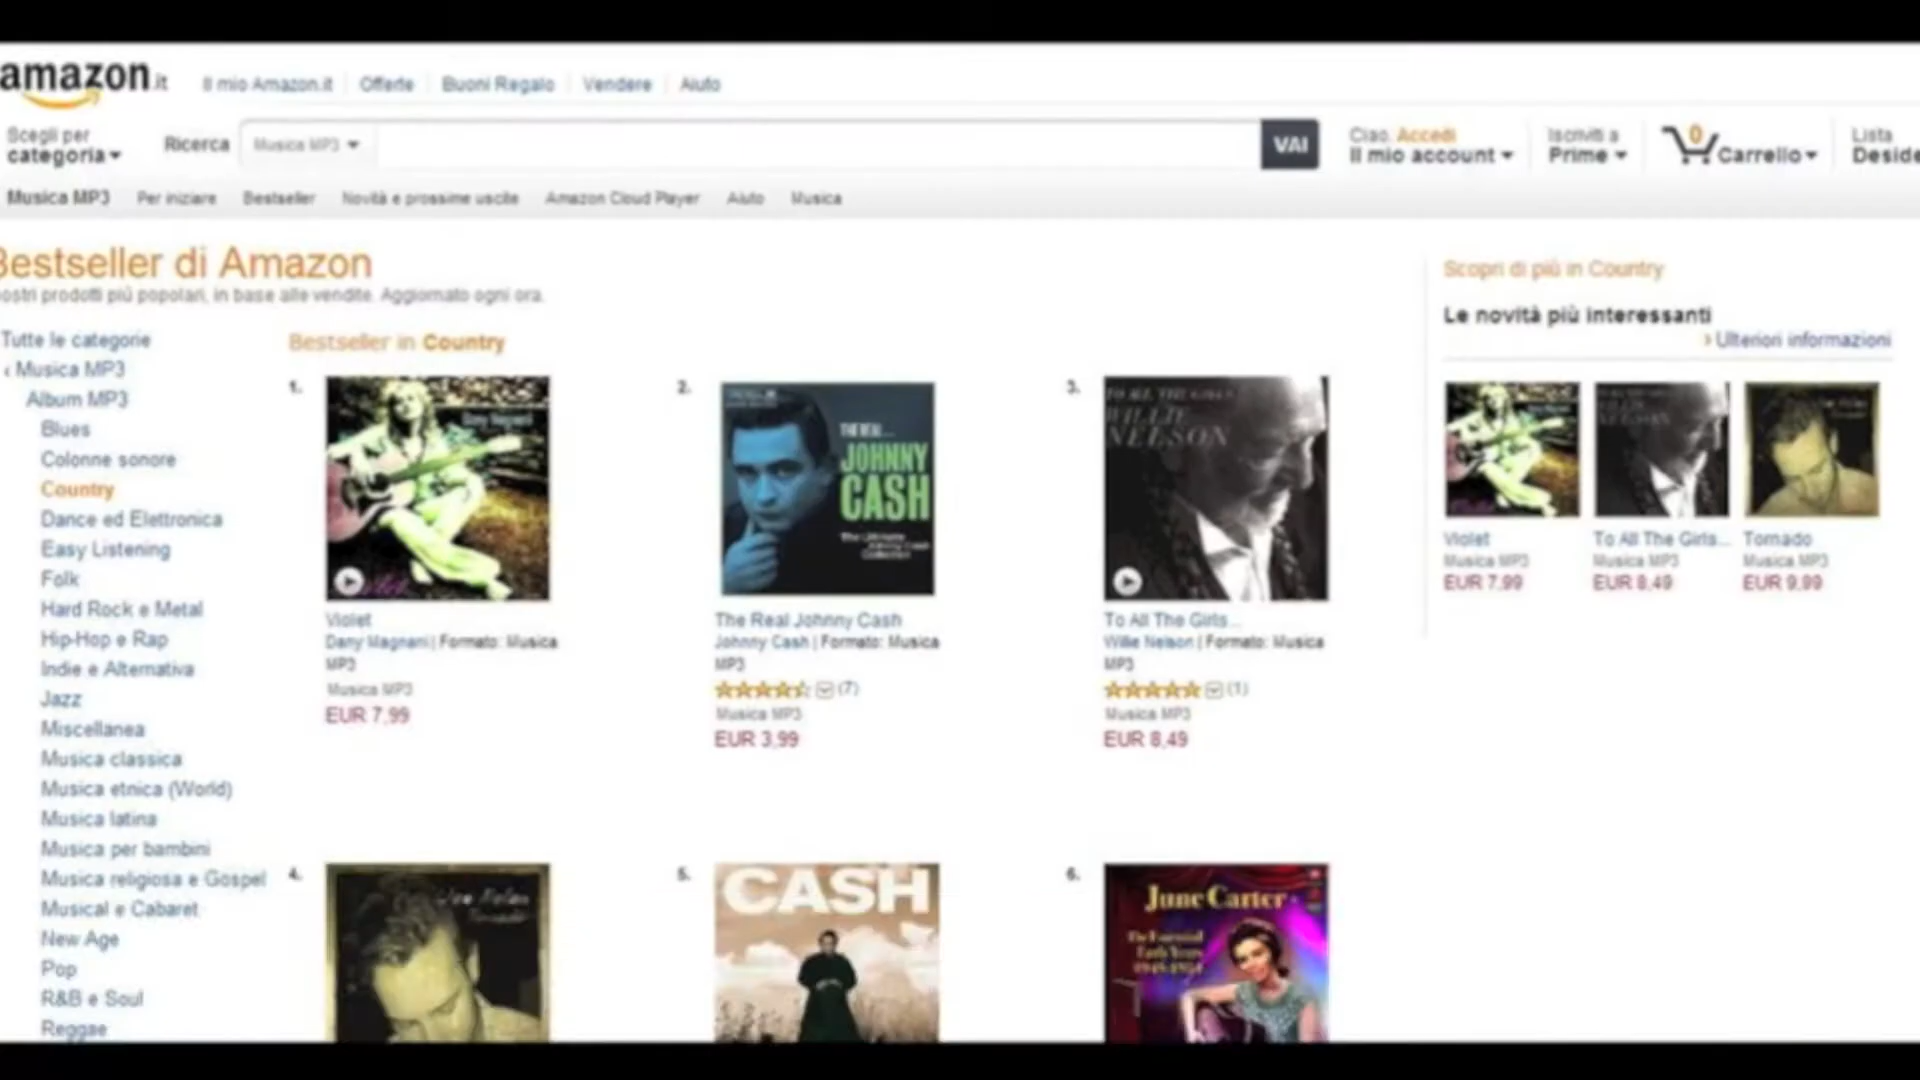 amazon.it
Il mio Amazon.it Offerte Buoni Regalo Vendere Aiuto
Scegli per
categoria
Ricerca Musica MP3 VAI
Ciao. Accedi
Il mio account
Iscriviti a
Prime
0
Carrello
Lista
Deside
Musica MP3 Per iniziare Bestseller Novità e prossime uscite Amazon Cloud Player Aiuto Musica
Bestseller di Amazon
ostri prodotti più popolari, in base alle vendite. Aggiornato ogni ora.
Tutte le categorie
‹ Musica MP3
Album MP3
Blues
Colonne sonore
Country
Dance ed Elettronica
Easy Listening
Folk
Hard Rock e Metal
Hip-Hop e Rap
Indie e Alternativa
Jazz
Miscellanea
Musica classica
Musica etnica (World)
Musica latina
Musica per bambini
Musica religiosa e Gospel
Musical e Cabaret
New Age
Pop
R&B e Soul
Reggae
Bestseller in Country
1.
Violet
Dany Magnani | Formato: Musica
MP3
Musica MP3
EUR 7,99
2.
THE REAL...
JOHNNY
CASH
The Real Johnny Cash
Johnny Cash | Formato: Musica
MP3
(7)
Musica MP3
EUR 3,99
3.
TO ALL THE GIRLS...
WILLIE
NELSON
To All The Girls...
Willie Nelson | Formato: Musica
MP3
(1)
Musica MP3
EUR 8,49
4.
5.
CASH
6.
June Carter
Scopri di più in Country
Le novità più interessanti
› Ulteriori informazioni
Violet
Musica MP3
EUR 7,99
To All The Girls...
Musica MP3
EUR 8,49
Tornado
Musica MP3
EUR 9,99